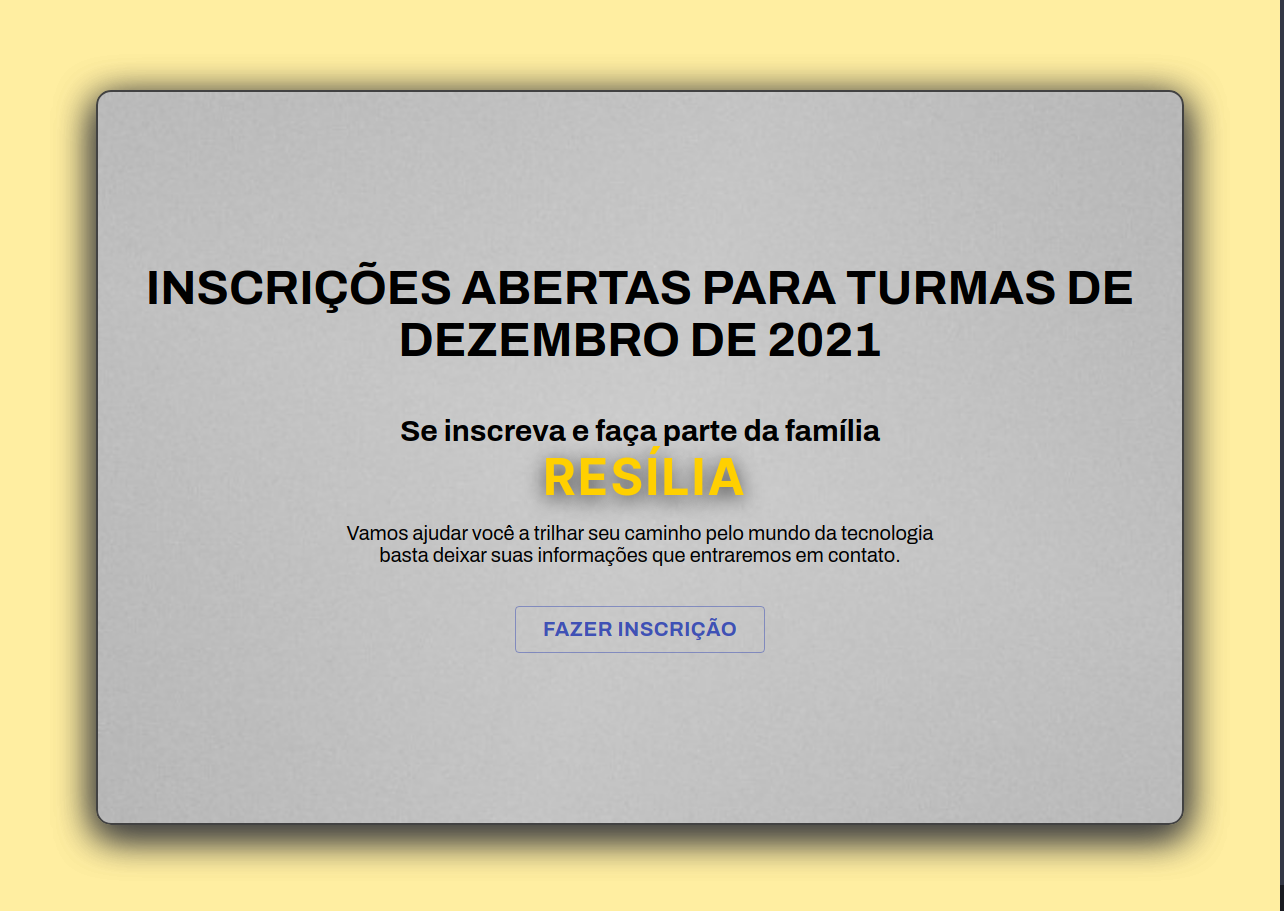 INSCRIÇÕES ABERTAS PARA TURMAS DE
DEZEMBRO DE 2021
Se inscreva e faça parte da família
RESÍLIA
Vamos ajudar você a trilhar seu caminho pelo mundo da tecnologia
basta deixar suas informações que entraremos em contato.
FAZER INSCRIÇÃO